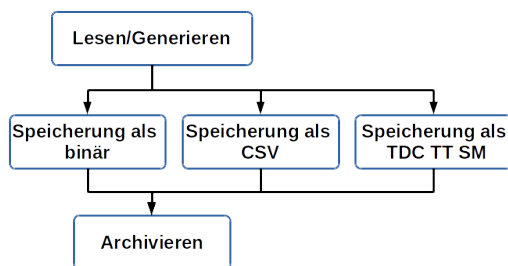 Lesen/Generieren
Speicherung als
binär
Speicherung als
CSV
Speicherung als
TDC TT SM
Archivieren